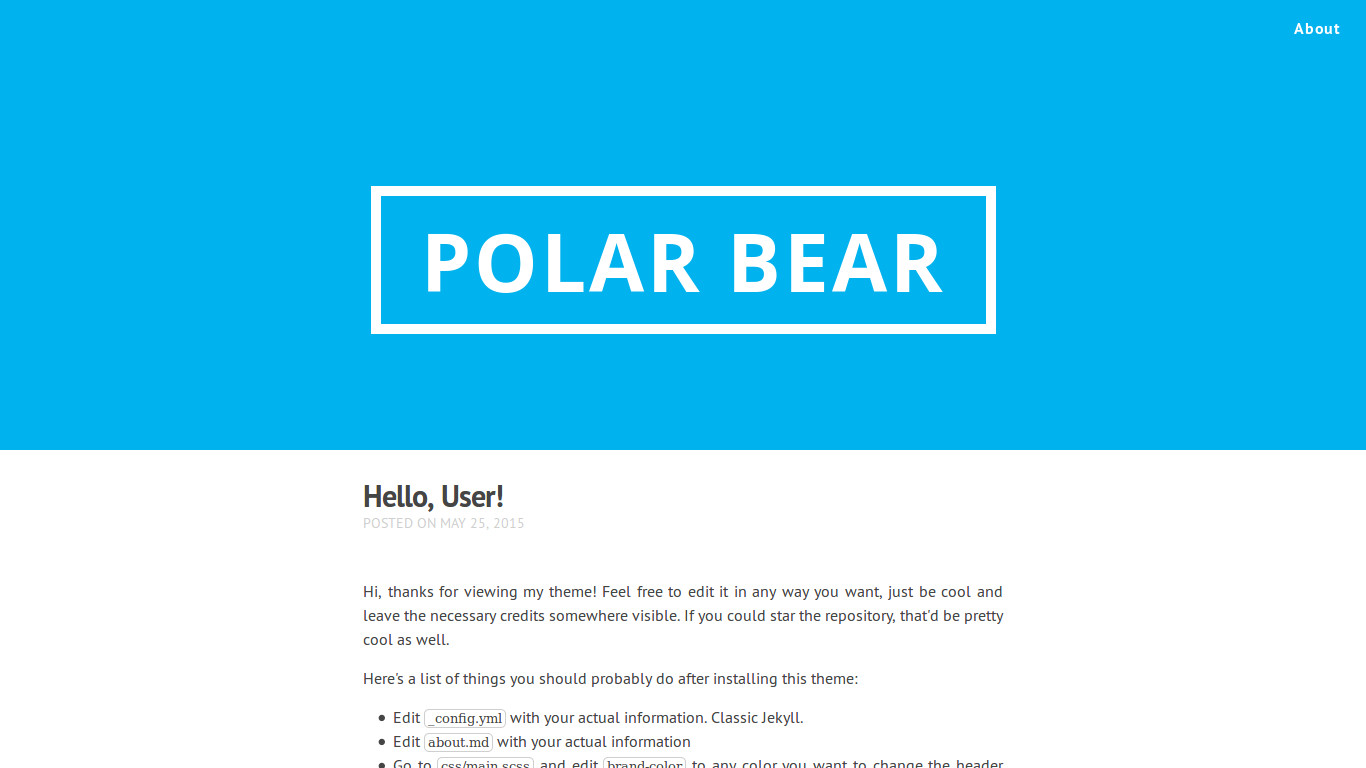 About
POLAR BEAR
Hello, User!
POSTED ON MAY 25, 2015
Hi, thanks for viewing my theme! Feel free to edit it in any way you want, just be cool and
leave the necessary credits somewhere visible. If you could star the repository, that'd be pretty
cool as well.
Here's a list of things you should probably do after installing this theme:
Edit _config.yml with your actual information. Classic Jekyll.
Edit about.md with your actual information
Go to css/main.scss and edit brand-color to any color you want to change the header